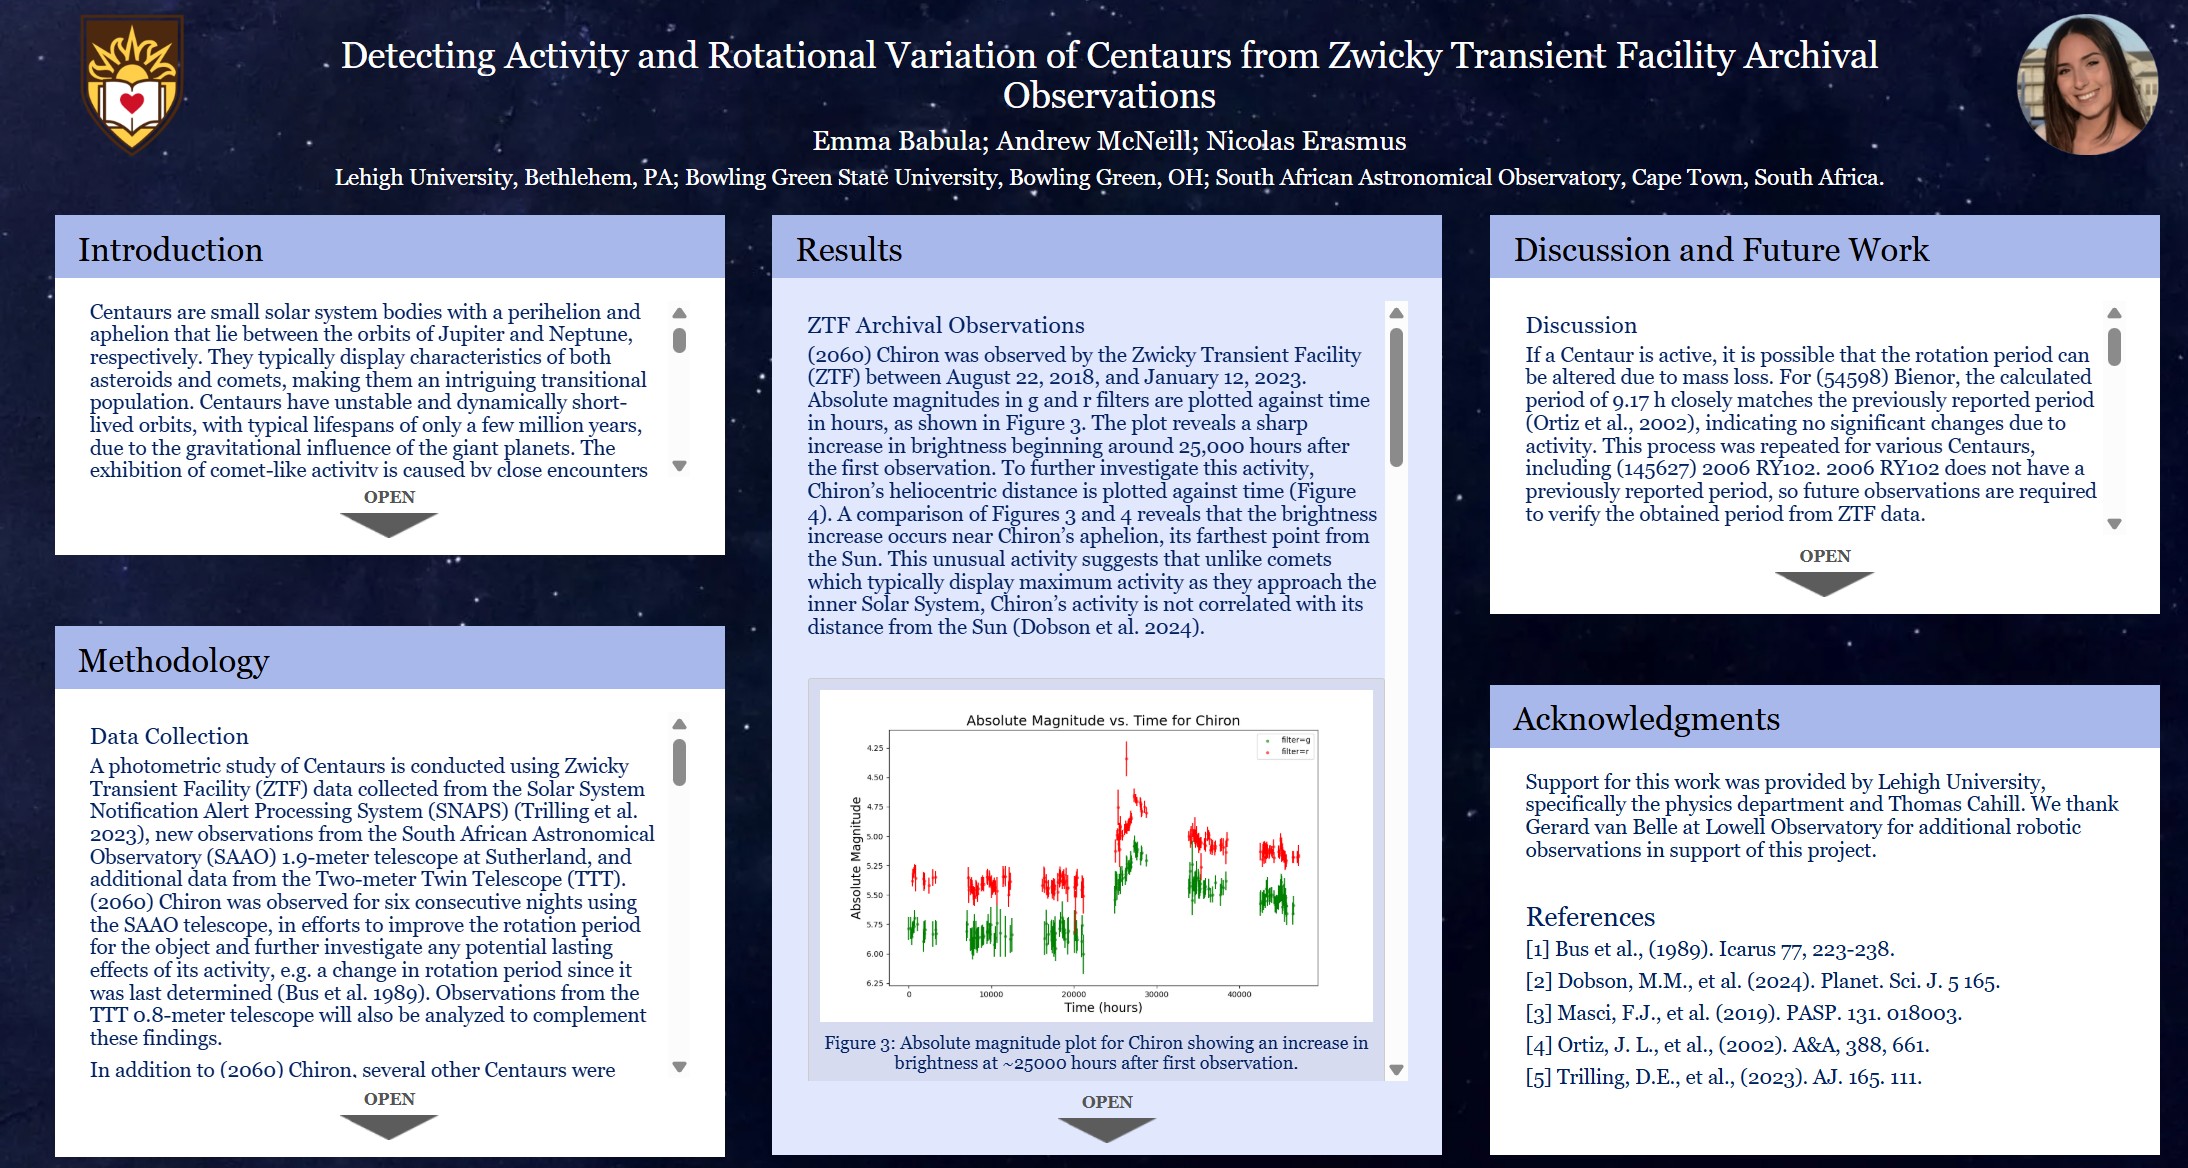 Detecting Activity and Rotational Variation of Centaurs from Zwicky Transient Facility Archival
Observations
Emma Babula; Andrew McNeill; Nicolas Erasmus
Lehigh University, Bethlehem, PA; Bowling Green State University, Bowling Green, OH; South African Astronomical Observatory, Cape Town, South Africa.
Introduction
Centaurs are small solar system bodies with a perihelion and
aphelion that lie between the orbits of Jupiter and Neptune,
respectively. They typically display characteristics of both
asteroids and comets, making them an intriguing transitional
population. Centaurs have unstable and dynamically short-
lived orbits, with typical lifespans of only a few million years,
due to the gravitational influence of the giant planets. The
exhibition of comet-like activity is caused by close encounters
OPEN
Methodology
Data Collection
A photometric study of Centaurs is conducted using Zwicky
Transient Facility (ZTF) data collected from the Solar System
Notification Alert Processing System (SNAPS) (Trilling et al.
2023), new observations from the South African Astronomical
Observatory (SAAO) 1.9-meter telescope at Sutherland, and
additional data from the Two-meter Twin Telescope (TTT).
(2060) Chiron was observed for six consecutive nights using
the SAAO telescope, in efforts to improve the rotation period
for the object and further investigate any potential lasting
effects of its activity, e.g. a change in rotation period since it
was last determined (Bus et al. 1989). Observations from the
TTT 0.8-meter telescope will also be analyzed to complement
these findings.
In addition to (2060) Chiron, several other Centaurs were
OPEN
Results
ZTF Archival Observations
(2060) Chiron was observed by the Zwicky Transient Facility
(ZTF) between August 22, 2018, and January 12, 2023.
Absolute magnitudes in g and r filters are plotted against time
in hours, as shown in Figure 3. The plot reveals a sharp
increase in brightness beginning around 25,000 hours after
the first observation. To further investigate this activity,
Chiron's heliocentric distance is plotted against time (Figure
4). A comparison of Figures 3 and 4 reveals that the brightness
increase occurs near Chiron's aphelion, its farthest point from
the Sun. This unusual activity suggests that unlike comets
which typically display maximum activity as they approach the
inner Solar System, Chiron's activity is not correlated with its
distance from the Sun (Dobson et al. 2024).
Absolute Magnitude vs. Time for Chiron
filter=g
filter=r
Absolute Magnitude
4.25
4.50
4.75
5.00
5.25
5.50
5.75
6.00
6.25
0 10000 20000 30000 40000
Time (hours)
Figure 3: Absolute magnitude plot for Chiron showing an increase in
brightness at ~25000 hours after first observation.
OPEN
Discussion and Future Work
Discussion
If a Centaur is active, it is possible that the rotation period can
be altered due to mass loss. For (54598) Bienor, the calculated
period of 9.17 h closely matches the previously reported period
(Ortiz et al., 2002), indicating no significant changes due to
activity. This process was repeated for various Centaurs,
including (145627) 2006 RY102. 2006 RY102 does not have a
previously reported period, so future observations are required
to verify the obtained period from ZTF data.
OPEN
Acknowledgments
Support for this work was provided by Lehigh University,
specifically the physics department and Thomas Cahill. We thank
Gerard van Belle at Lowell Observatory for additional robotic
observations in support of this project.
References
[1] Bus et al., (1989). Icarus 77, 223-238.
[2] Dobson, M.M., et al. (2024). Planet. Sci. J. 5 165.
[3] Masci, F.J., et al. (2019). PASP. 131. 018003.
[4] Ortiz, J. L., et al., (2002). A&A, 388, 661.
[5] Trilling, D.E., et al., (2023). AJ. 165. 111.